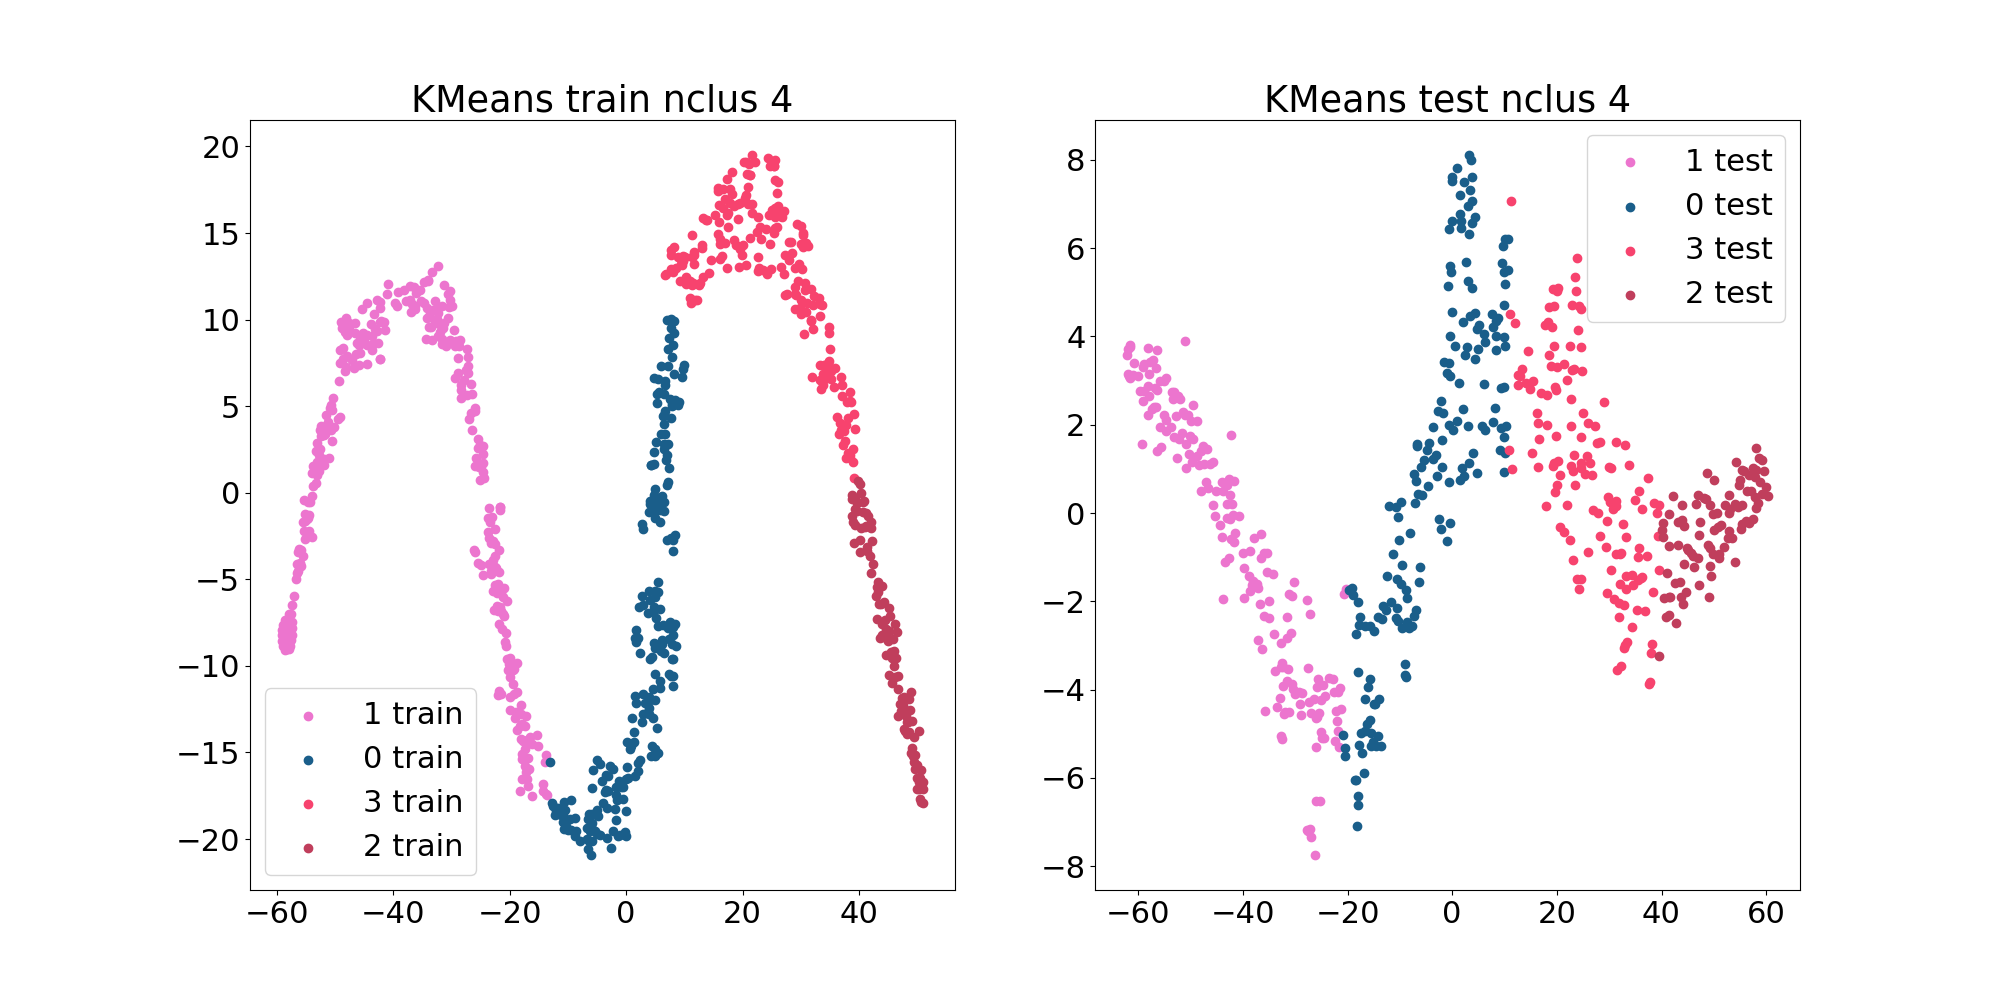 KMeans train nclus 4
20
15
10
5
0
−5
−10
−15
−20
−60 −40 −20 0 20 40
1 train
0 train
3 train
2 train
KMeans test nclus 4
8
6
4
2
0
−2
−4
−6
−8
−60 −40 −20 0 20 40 60
1 test
0 test
3 test
2 test